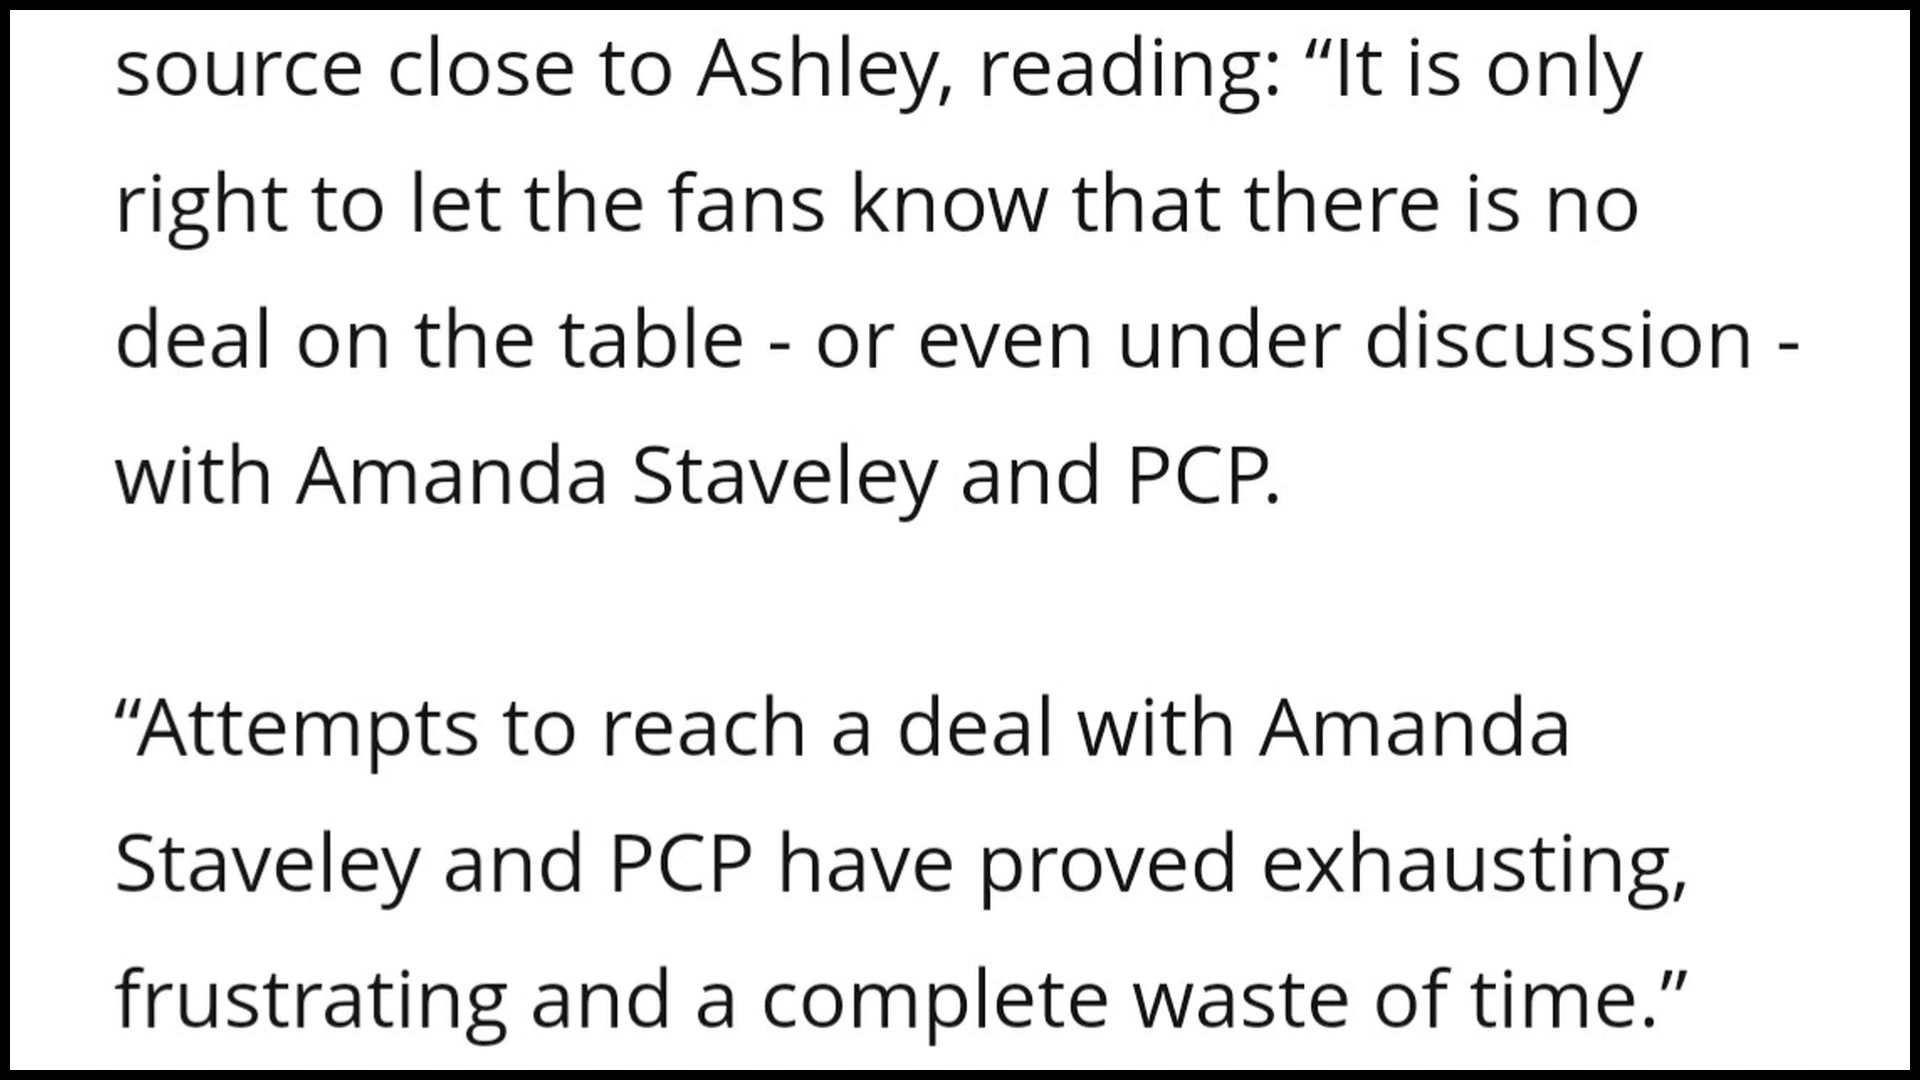 source close to Ashley, reading: “It is only
right to let the fans know that there is no
deal on the table - or even under discussion -
with Amanda Staveley and PCP.
“Attempts to reach a deal with Amanda
Staveley and PCP have proved exhausting,
frustrating and a complete waste of time.”